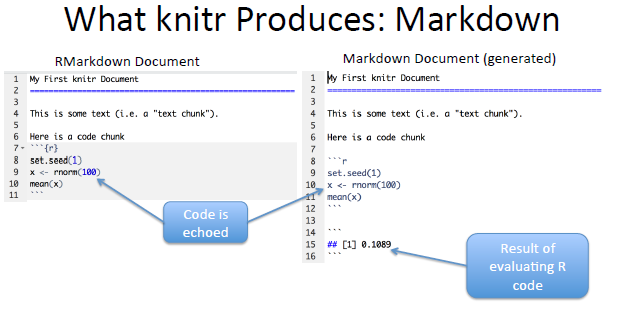 What knitr Produces: Markdown
RMarkdown Document
1 My First knitr Document
2 ======================================================
3
4 This is some text (i.e. a "text chunk").
5
6 Here is a code chunk
7 ```{r}
8 set.seed(1)
9 x <- rnorm(100)
10 mean(x)
11 ```
Code is
echoed
Markdown Document (generated)
1 My First knitr Document
2 ======================================================
3
4 This is some text (i.e. a "text chunk").
5
6 Here is a code chunk
7
8 ```r
9 set.seed(1)
10 x <- rnorm(100)
11 mean(x)
12 ```
13
14 ```
15 ## [1] 0.1089
16 ```
Result of
evaluating R
code